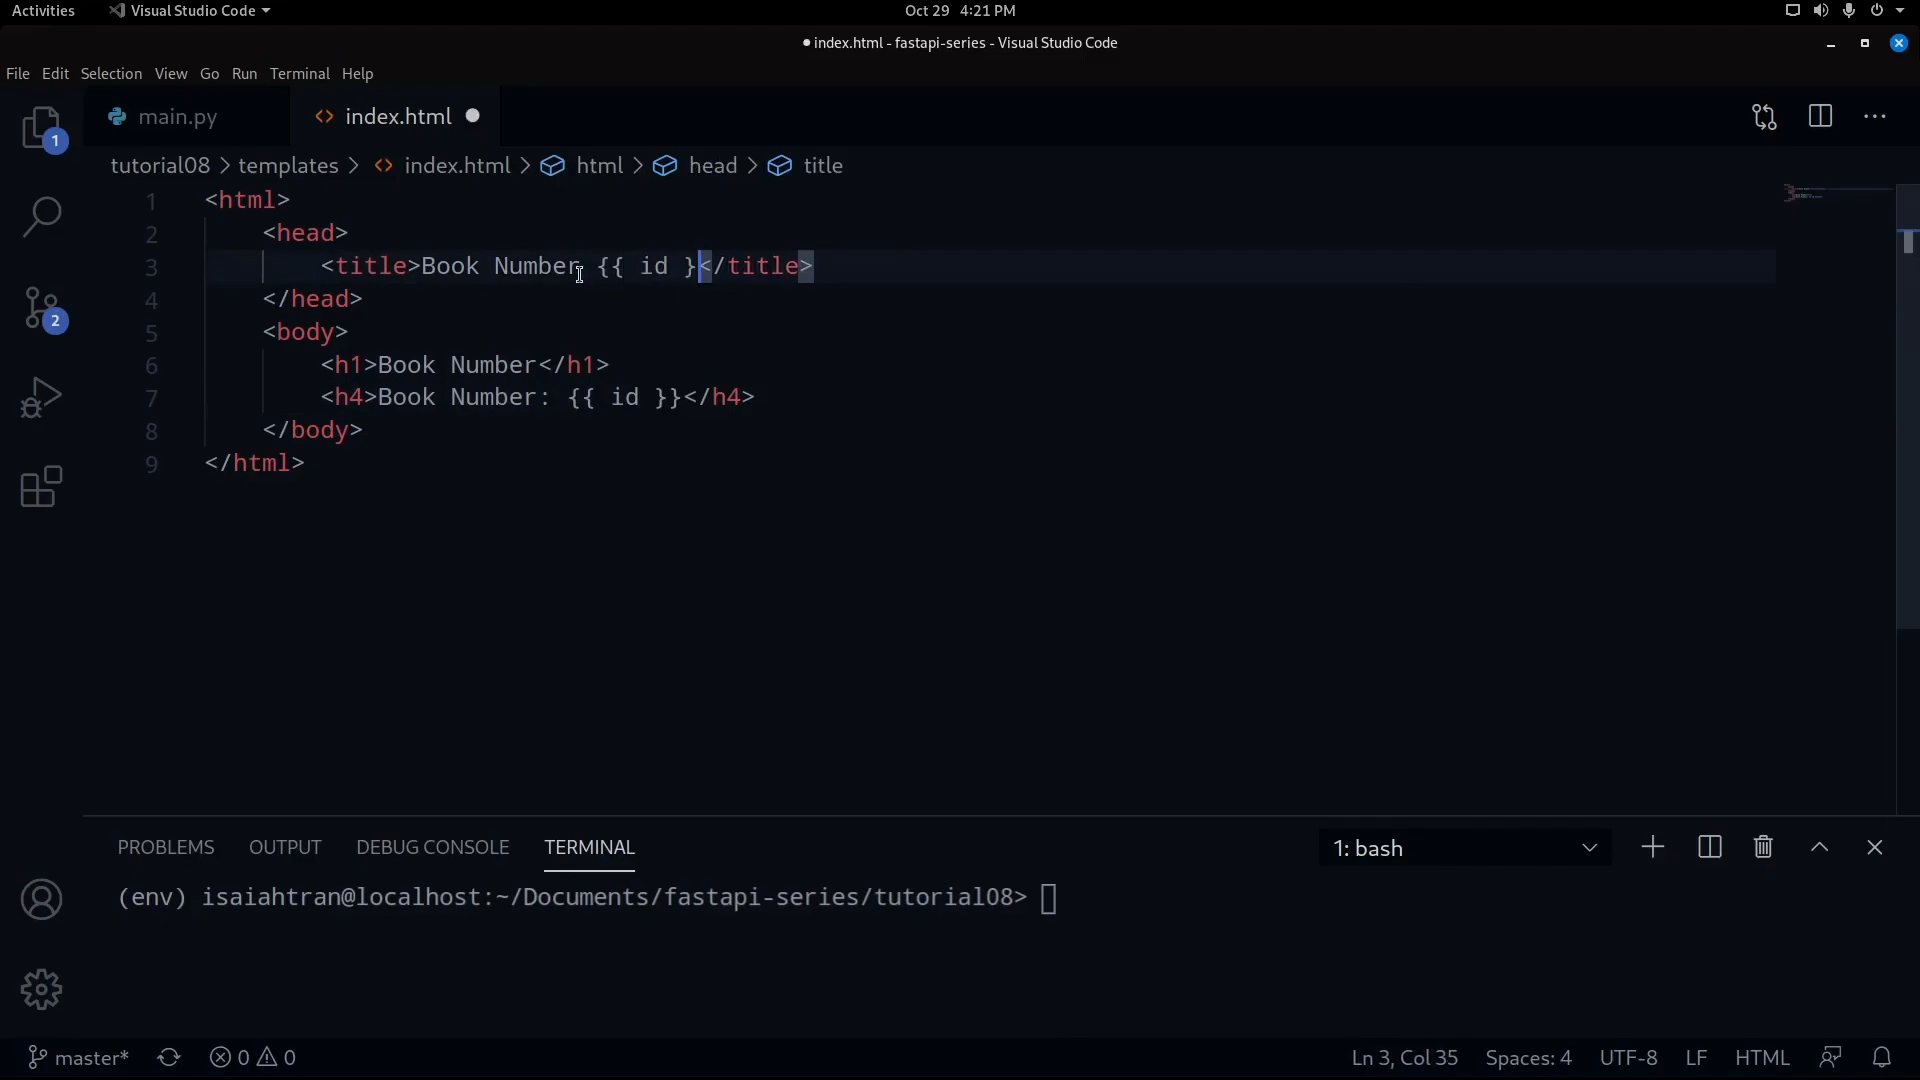 Activities Visual Studio Code Oct 29 4:21 PM
index.html - fastapi-series - Visual Studio Code
File Edit Selection View Go Run Terminal Help
main.py index.html
1
tutorial08 > templates > index.html > html > head > title
1 <html>
2 <head>
3 <title>Book Number {{ id }</title>
4 </head>
2
5 <body>
6 <h1>Book Number</h1>
7 <h4>Book Number: {{ id }}</h4>
8 </body>
9 </html>
PROBLEMS OUTPUT DEBUG CONSOLE TERMINAL 1: bash
(env) isaiahtran@localhost:~/Documents/fastapi-series/tutorial08>
master* 0 0 Ln 3, Col 35 Spaces: 4 UTF-8 LF HTML